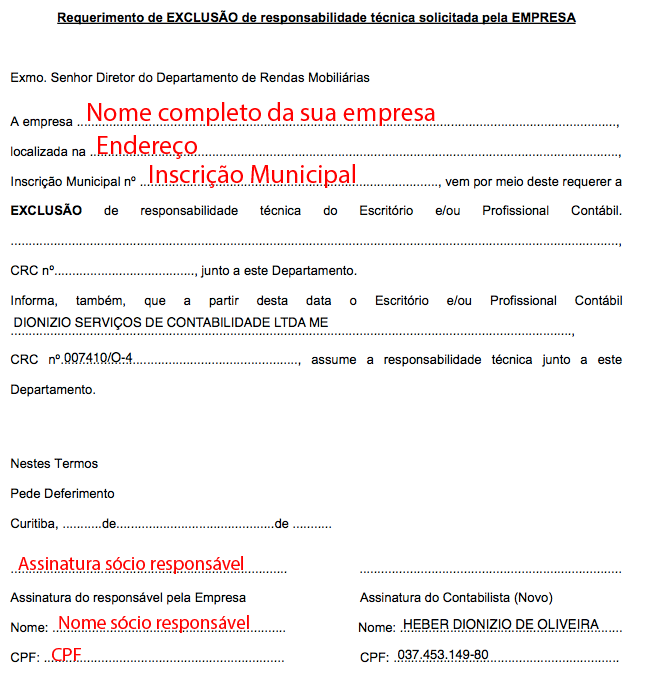 Requerimento de EXCLUSÃO de responsabilidade técnica solicitada pela EMPRESA
Exmo. Senhor Diretor do Departamento de Rendas Mobiliárias
A empresa Nome completo da sua empresa,
localizada na Endereço,
Inscrição Municipal nº Inscrição Municipal, vem por meio deste requerer a
EXCLUSÃO de responsabilidade técnica do Escritório e/ou Profissional Contábil.
,
CRC nº, junto a este Departamento.
Informa, também, que a partir desta data o Escritório e/ou Profissional Contábil
DIONIZIO SERVIÇOS DE CONTABILIDADE LTDA ME
,
CRC nº.007410/O-4, assume a responsabilidade técnica junto a este
Departamento.
Nestes Termos
Pede Deferimento
Curitiba, ...........de...........................................de ...........
Assinatura sócio responsável
Assinatura do responsável pela Empresa Assinatura do Contabilista (Novo)
Nome: Nome sócio responsável Nome: HEBER DIONIZIO DE OLIVEIRA
CPF: CPF CPF: 037.453.149-80